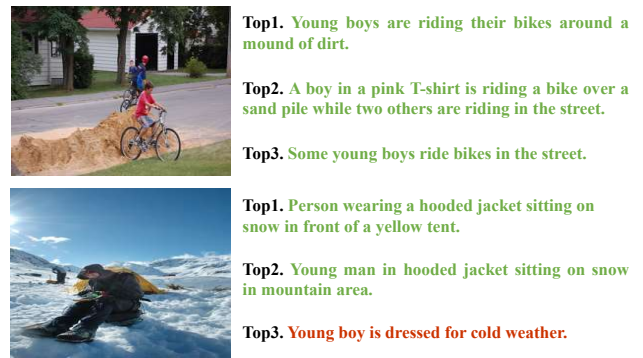 Top1. Young boys are riding their bikes around a
mound of dirt.
Top2. A boy in a pink T-shirt is riding a bike over a
sand pile while two others are riding in the street.
Top3. Some young boys ride bikes in the street.
Top1. Person wearing a hooded jacket sitting on
snow in front of a yellow tent.
Top2. Young man in hooded jacket sitting on snow
in mountain area.
Top3. Young boy is dressed for cold weather.